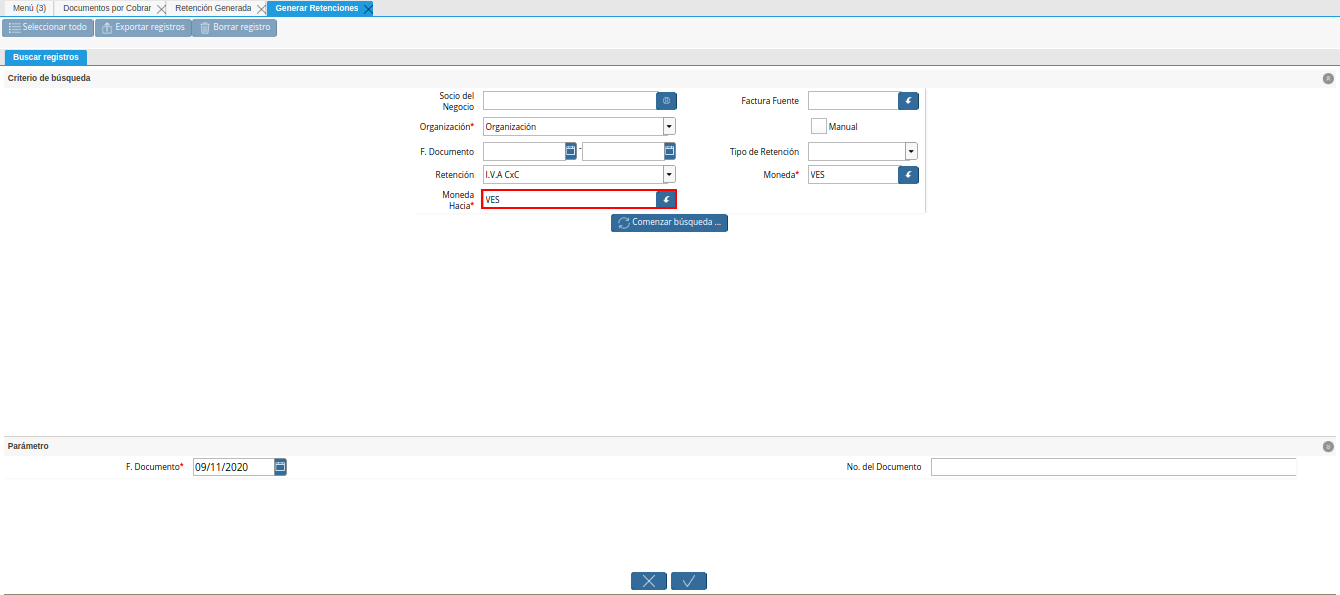 Menú (3) Documentos por Cobrar Retención Generada Generar Retenciones
Seleccionar todo Exportar registros Borrar registro
Buscar registros
Criterio de búsqueda
Socio del Negocio Factura Fuente
Organización* Organización Manual
F. Documento - Tipo de Retención
Retención I.V.A CxC Moneda* VES
Moneda Hacia* VES
Comenzar búsqueda ...
Parámetro
F. Documento* 09/11/2020 No. del Documento